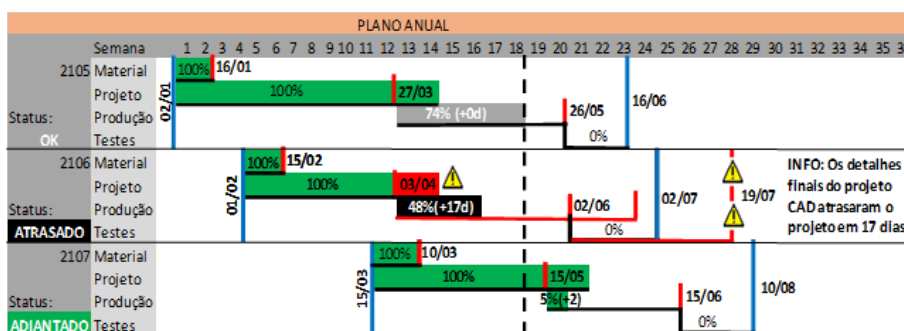 PLANO ANUAL
Semana 1 2 3 4 5 6 7 8 9 10 11 12 13 14 15 16 17 18 19 20 21 22 23 24 25 26 27 28 29 30 31 32 33 34 35
2105 Material 100% 16/01
Projeto 100% 27/03
02/01
Status: Produção 74% (+0d) 26/05 16/06
OK Testes 0%
2106 Material 100% 15/02
Projeto 100% 03/04
01/02
Status: Produção 48%(+17d) 02/06 02/07 19/07
ATRASADO Testes 0%
INFO: Os detalhes
finais do projeto
CAD atrasaram o
projeto em 17 dias
2107 Material 100% 10/03
Projeto 100% 15/05
15/03
Status: Produção 5%(+2) 15/06 10/08
ADIANTADO Testes 0%